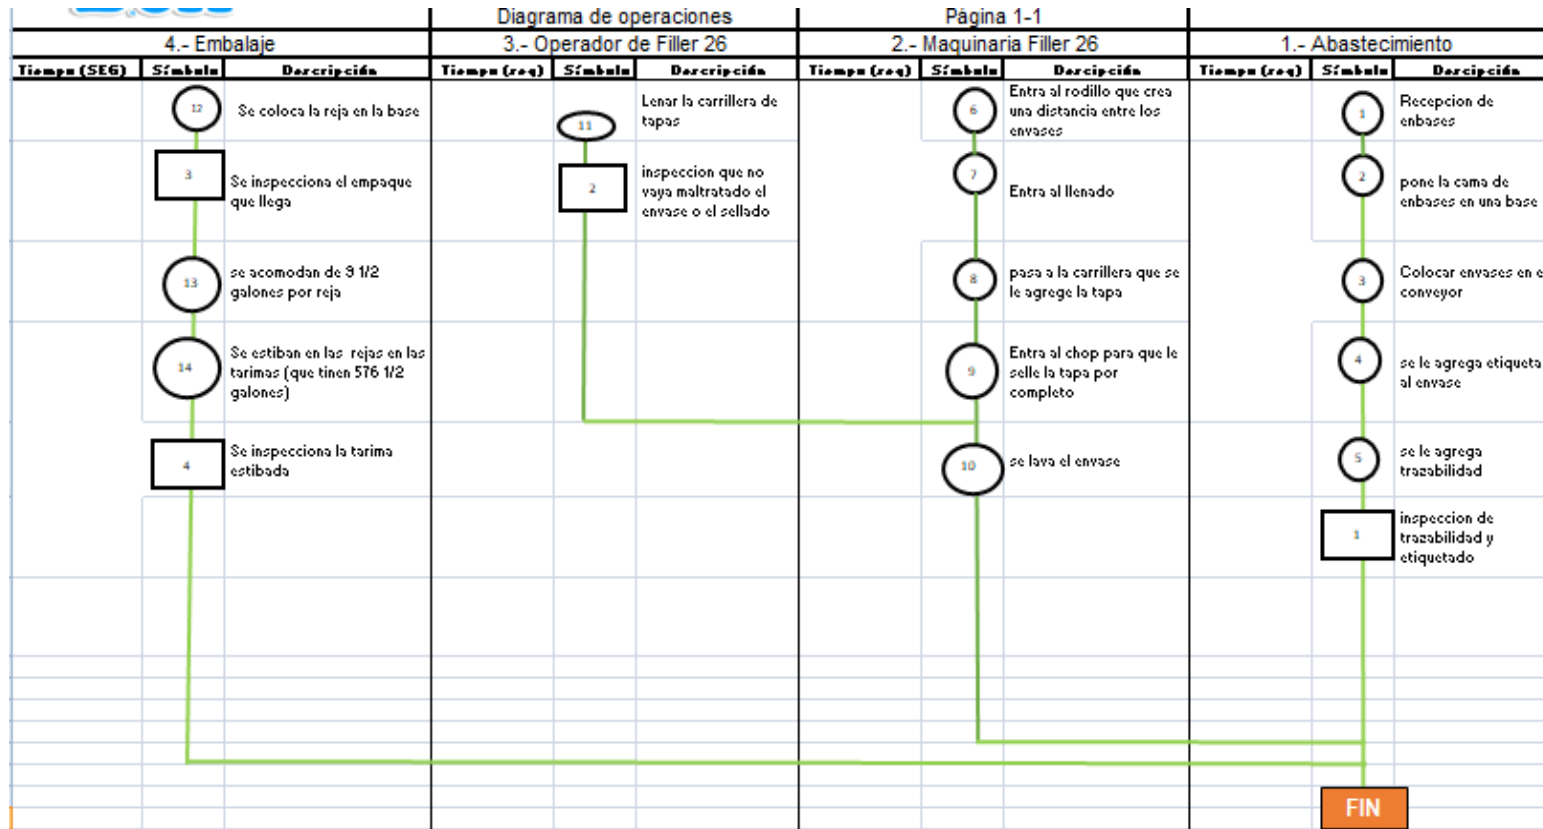 Diagrama de operaciones
Página 1-1
4.- Embalaje
3.- Operador de Filler 26
2.- Maquinaria Filler 26
1.- Abastecimiento
Tiempo (SEG) Símbolo Descripción
Tiempo (seg) Símbolo Descripción
Tiempo (seg) Símbolo Descripción
Tiempo (seg) Símbolo Descripción
12
Se coloca la reja en la base
3
Se inspecciona el empaque
que llega
13
se acomodan de 9 1/2
galones por reja
14
Se estiban en las rejas en las
tarimas (que tinen 576 1/2
galones)
4
Se inspecciona la tarima
estibada
11
Lenar la carrillera de
tapas
2
inspeccion que no
vaya maltratado el
envase o el sellado
6
Entra al rodillo que crea
una distancia entre los
envases
7
Entra al llenado
8
pasa a la carrillera que se
le agrege la tapa
9
Entra al chop para que le
selle la tapa por
completo
10
se lava el envase
1
Recepcion de
enbases
2
pone la cama de
enbases en una base
3
Colocar envases en e
conveyor
4
se le agrega etiqueta
al envase
5
se le agrega
trazabilidad
1
inspeccion de
trazabilidad y
etiquetado
FIN